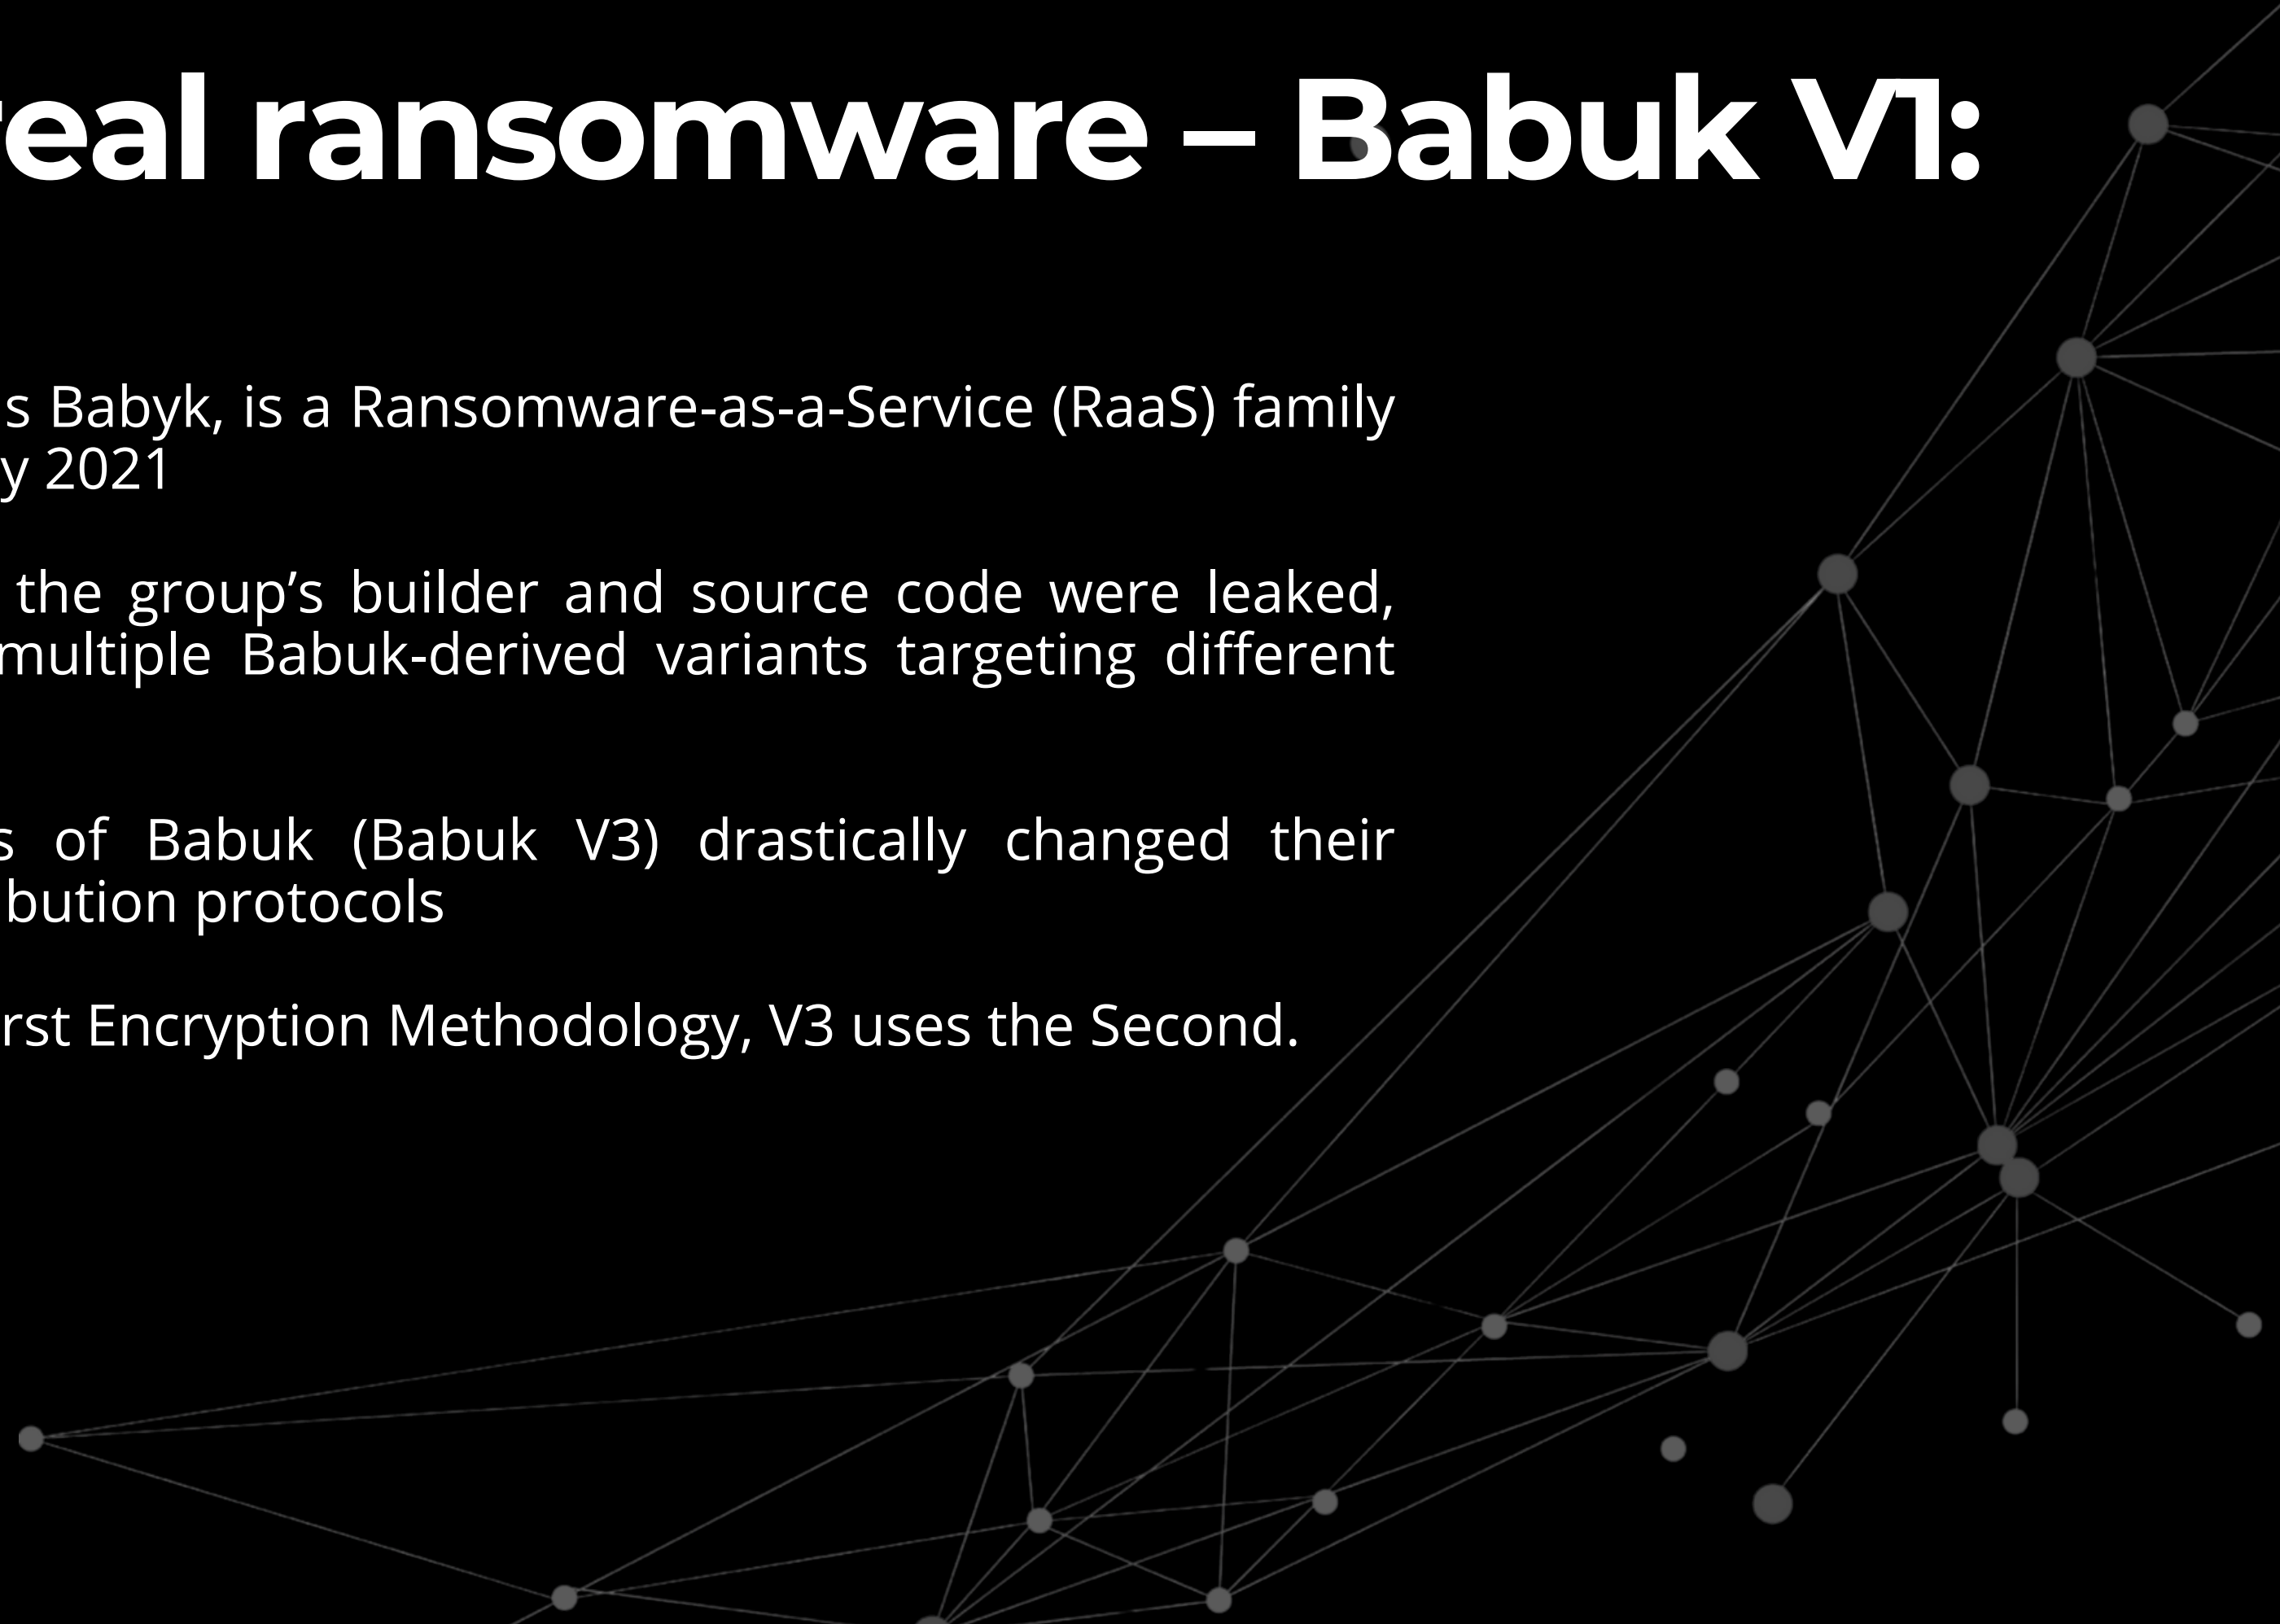 real ransomware – Babuk V1:
s Babyk, is a Ransomware-as-a-Service (RaaS) family
y 2021
the group’s builder and source code were leaked,
multiple Babuk-derived variants targeting different
s of Babuk (Babuk V3) drastically changed their
bution protocols
rst Encryption Methodology, V3 uses the Second.